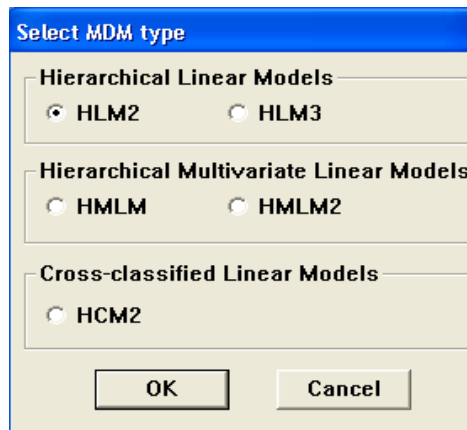 Select MDM type
Hierarchical Linear Models
HLM2 HLM3
Hierarchical Multivariate Linear Models
HMLM HMLM2
Cross-classified Linear Models
HCM2
OK Cancel